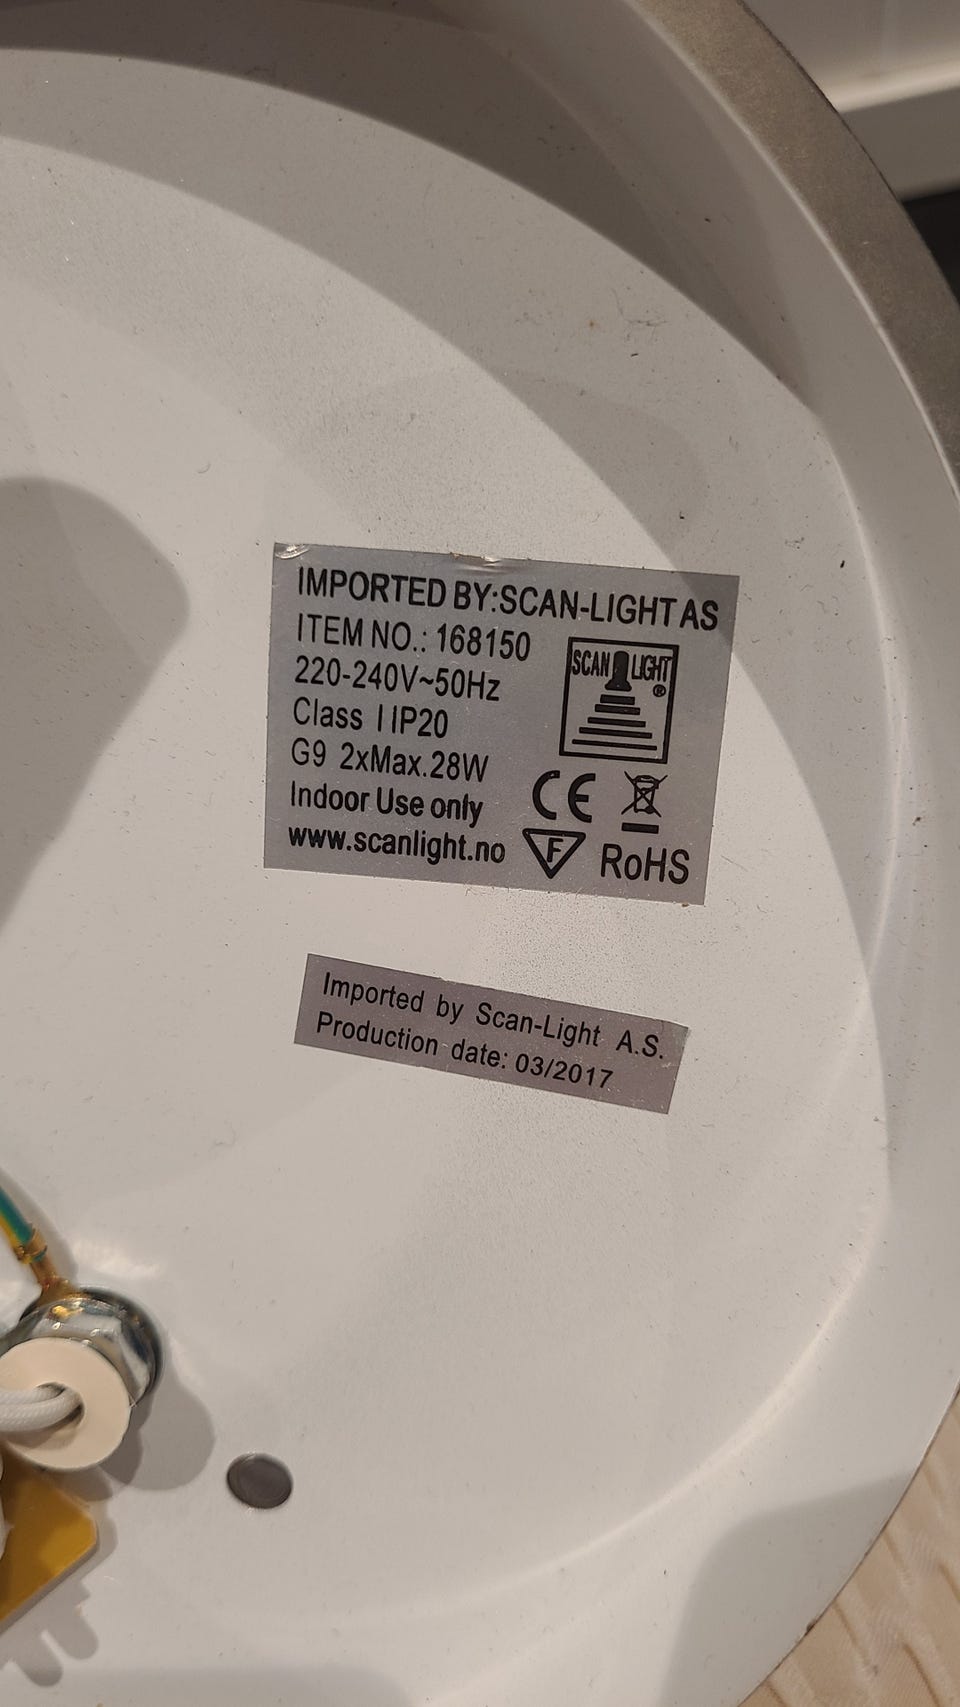 IMPORTED BY:SCAN-LIGHT AS
ITEM NO.: 168150
220-240V~50Hz
Class I IP20
G9 2xMax.28W
Indoor Use only
www.scanlight.no
SCAN LIGHT
®
CE
F
RoHS
Imported by Scan-Light A.S.
Production date: 03/2017